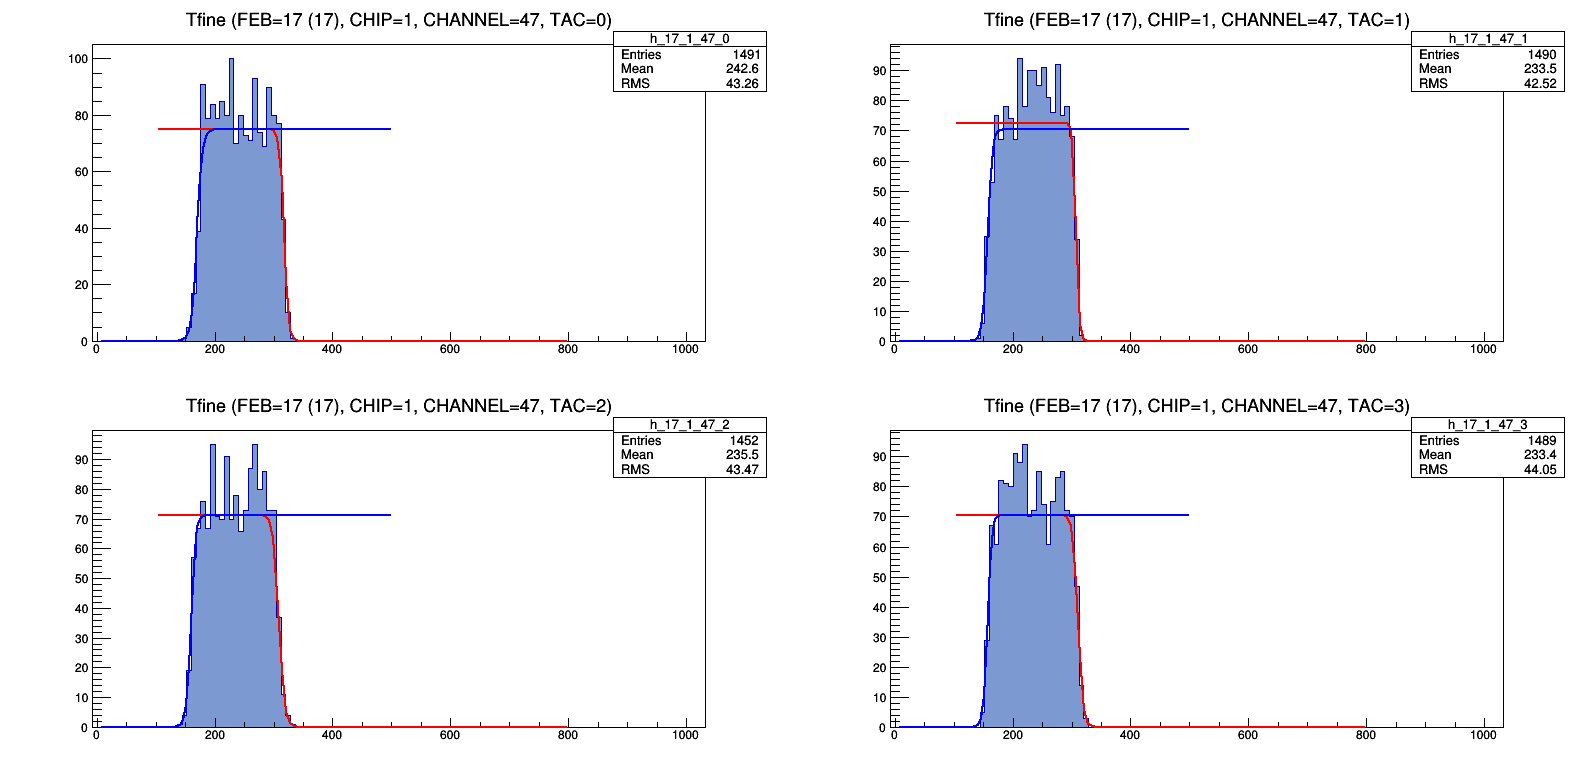 Tfine (FEB=17 (17), CHIP=1, CHANNEL=47, TAC=0)
h_17_1_47_0
Entries 1491
Mean 242.6
RMS 43.26
100
80
60
40
20
0
0 200 400 600 800 1000
Tfine (FEB=17 (17), CHIP=1, CHANNEL=47, TAC=1)
h_17_1_47_1
Entries 1490
Mean 233.5
RMS 42.52
90
80
70
60
50
40
30
20
10
0
0 200 400 600 800 1000
Tfine (FEB=17 (17), CHIP=1, CHANNEL=47, TAC=2)
h_17_1_47_2
Entries 1452
Mean 235.5
RMS 43.47
90
80
70
60
50
40
30
20
10
0
0 200 400 600 800 1000
Tfine (FEB=17 (17), CHIP=1, CHANNEL=47, TAC=3)
h_17_1_47_3
Entries 1489
Mean 233.4
RMS 44.05
90
80
70
60
50
40
30
20
10
0
0 200 400 600 800 1000